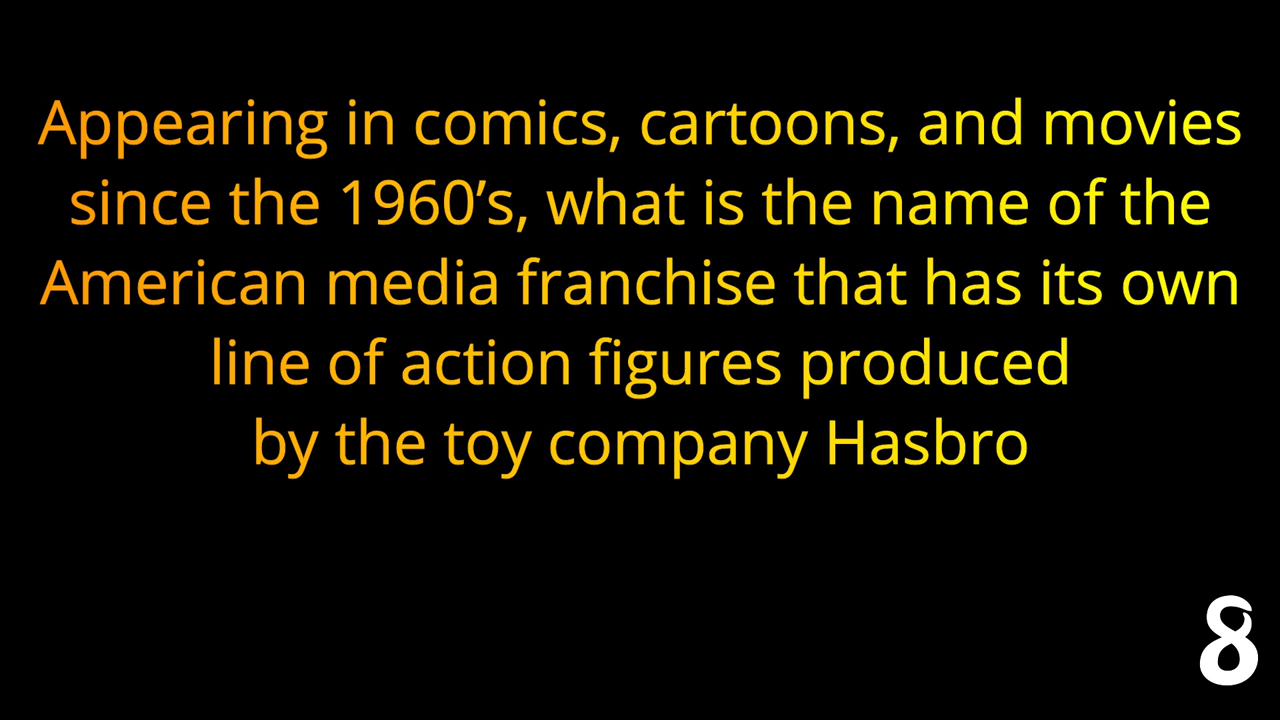 Appearing in comics, cartoons, and movies
since the 1960’s, what is the name of the
American media franchise that has its own
line of action figures produced
by the toy company Hasbro
8